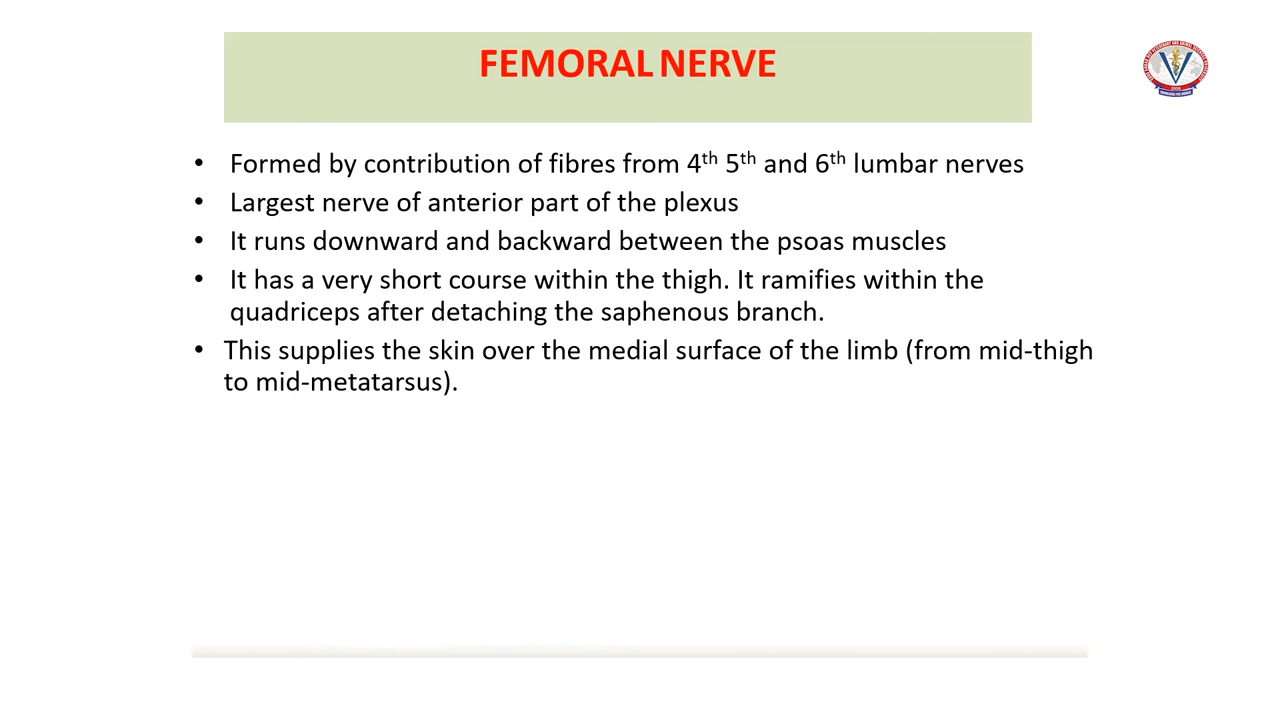 FEMORAL NERVE
• Formed by contribution of fibres from 4th 5th and 6th lumbar nerves
• Largest nerve of anterior part of the plexus
• It runs downward and backward between the psoas muscles
• It has a very short course within the thigh. It ramifies within the
quadriceps after detaching the saphenous branch.
• This supplies the skin over the medial surface of the limb (from mid-thigh
to mid-metatarsus).